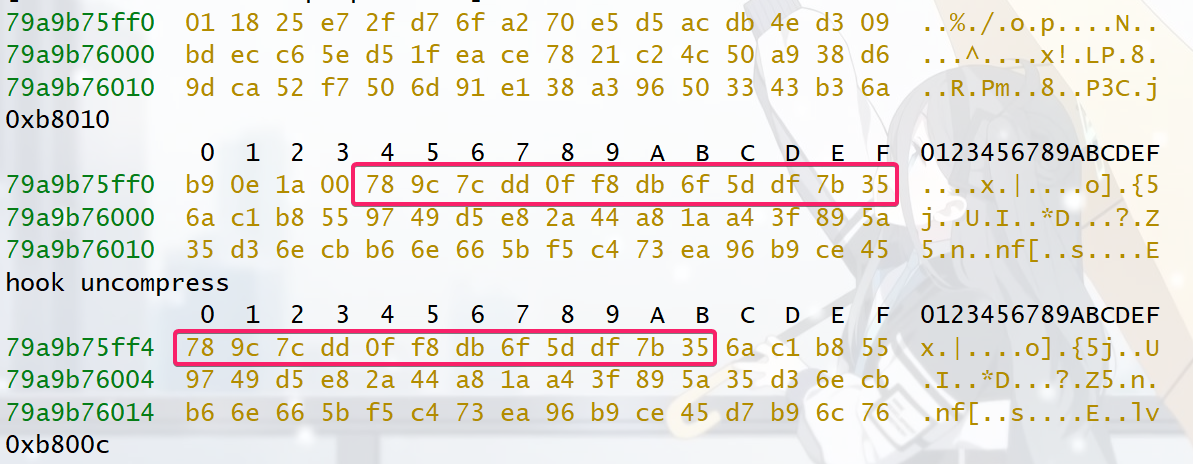 79a9b75ff0 01 18 25 e7 2f d7 6f a2 70 e5 d5 ac db 4e d3 09 ..%./.o.p....N..
79a9b76000 bd ec c6 5e d5 1f ea ce 78 21 c2 4c 50 a9 38 d6 ...^....x!.LP.8.
79a9b76010 9d ca 52 f7 50 6d 91 e1 38 a3 96 50 33 43 b3 6a ..R.Pm..8..P3C.j
0xb8010
0 1 2 3 4 5 6 7 8 9 A B C D E F 0123456789ABCDEF
79a9b75ff0 b9 0e 1a 00 78 9c 7c dd 0f f8 db 6f 5d df 7b 35 ....x.|....o].{5
79a9b76000 6a c1 b8 55 97 49 d5 e8 2a 44 a8 1a a4 3f 89 5a j..U.I..*D...?.Z
79a9b76010 35 d3 6e cb b6 6e 66 5b f5 c4 73 ea 96 b9 ce 45 5.n..nf[..s....E
hook uncompress
0 1 2 3 4 5 6 7 8 9 A B C D E F 0123456789ABCDEF
79a9b75ff4 78 9c 7c dd 0f f8 db 6f 5d df 7b 35 6a c1 b8 55 x.|....o].{5j..U
79a9b76004 97 49 d5 e8 2a 44 a8 1a a4 3f 89 5a 35 d3 6e cb .I..*D...?.Z5.n.
79a9b76014 b6 6e 66 5b f5 c4 73 ea 96 b9 ce 45 d7 b9 6c 76 .nf[..s....E..lv
0xb800c